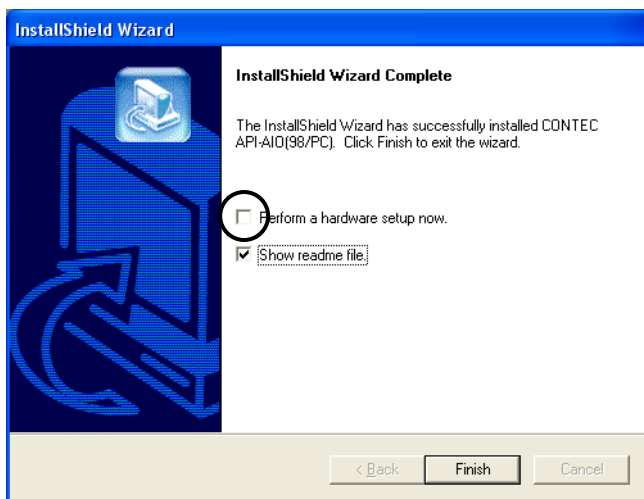 InstallShield Wizard
InstallShield Wizard Complete
The InstallShield Wizard has successfully installed CONTEC
API-AIO(98/PC). Click Finish to exit the wizard.
Perform a hardware setup now.
Show readme file.
< Back
Finish
Cancel